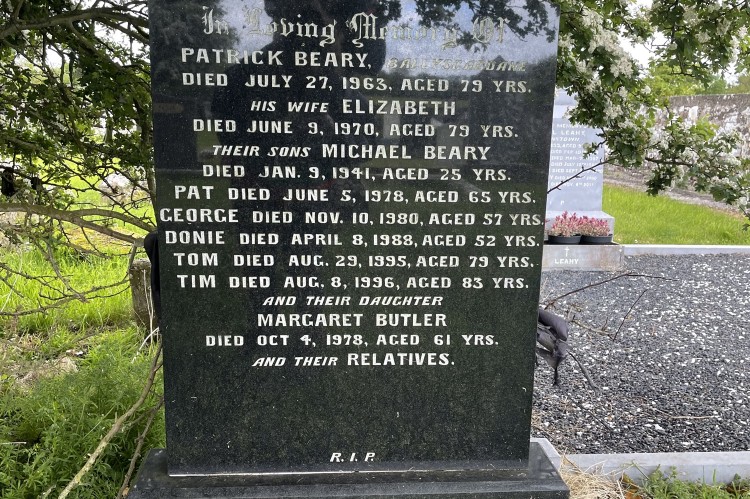 In Loving Memory Of
PATRICK BEARY,
DIED JULY 27, 1963, AGED 79 YRS.
HIS WIFE ELIZABETH
DIED JUNE 9, 1970, AGED 79 YRS.
THEIR SONS MICHAEL BEARY
DIED JAN. 9, 1941, AGED 25 YRS.
PAT DIED JUNE 5, 1978, AGED 65 YRS.
GEORGE DIED NOV. 10, 1980, AGED 57 YRS.
DONIE DIED APRIL 8, 1988, AGED 52 YRS.
TOM DIED AUG. 29, 1995, AGED 79 YRS.
TIM DIED AUG. 8, 1996, AGED 83 YRS.
AND THEIR DAUGHTER
MARGARET BUTLER
DIED OCT 4, 1978, AGED 61 YRS.
AND THEIR RELATIVES.
R.I.P.
LEAHY
LEAHY